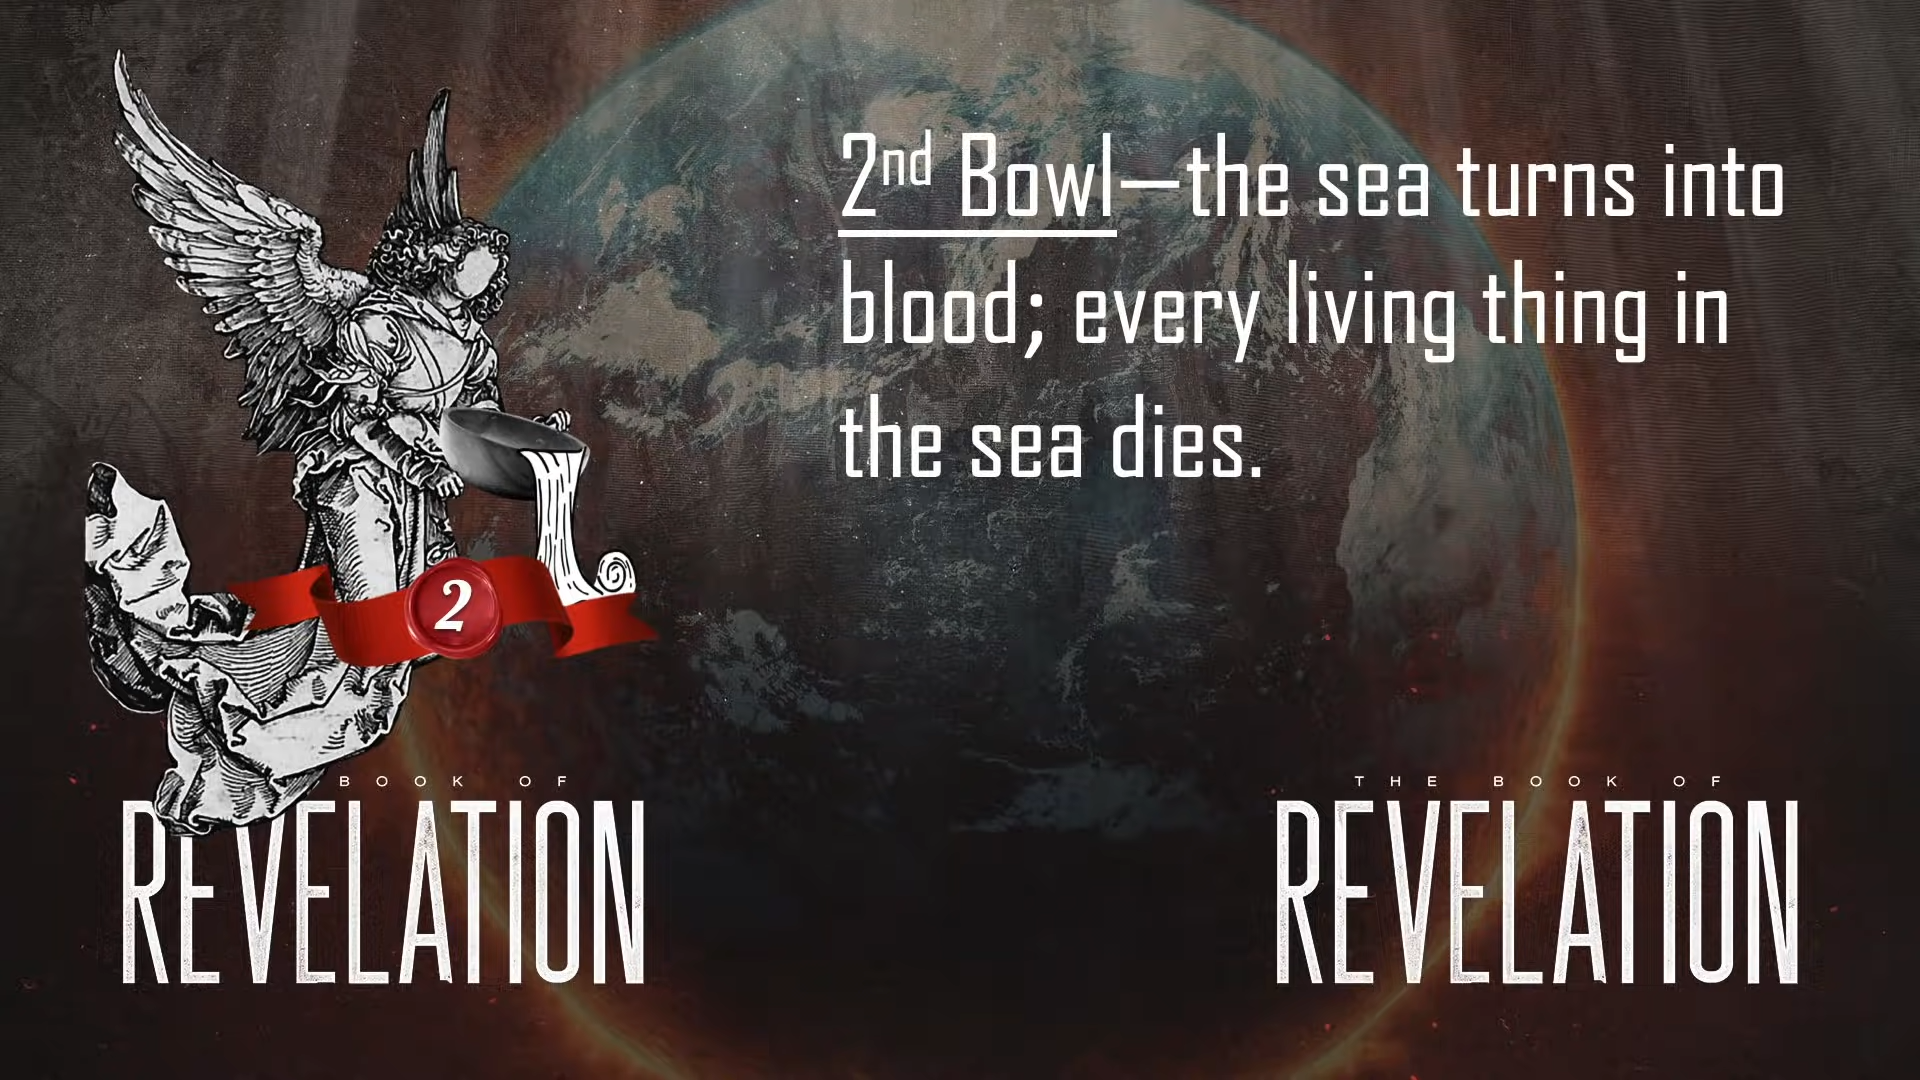 2nd Bowl—the sea turns into
blood; every living thing in
the sea dies.
2
BOOK OF
REVELATION
THE BOOK OF
REVELATION